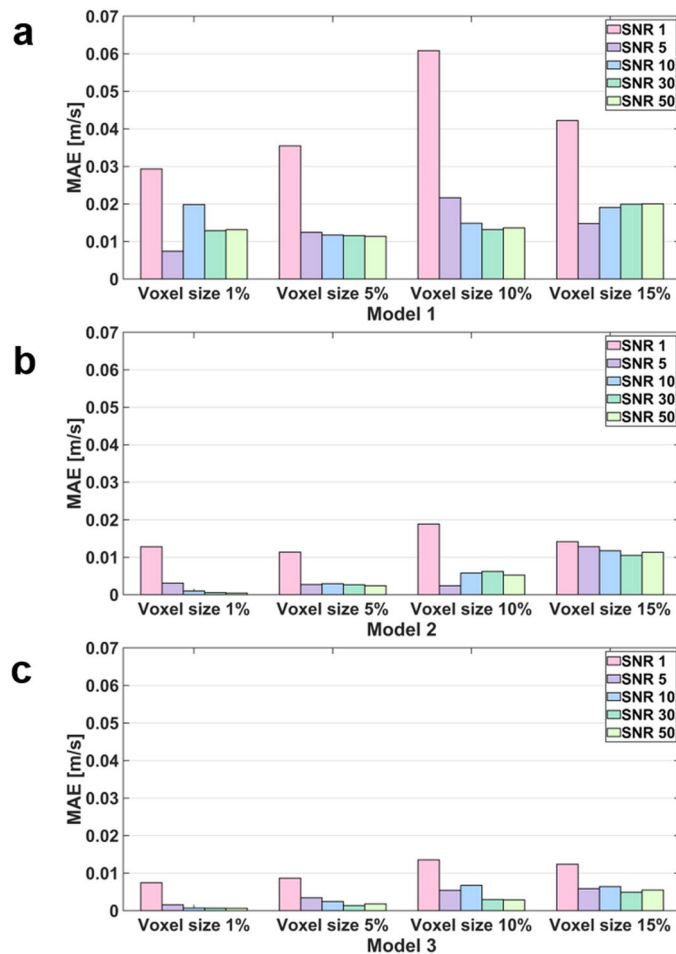 a
0.07
0.06
0.05
0.04
0.03
0.02
0.01
0
MAE [m/s]
SNR 1
SNR 5
SNR 10
SNR 30
SNR 50
Voxel size 1% Voxel size 5% Voxel size 10% Voxel size 15%
Model 1
b
0.07
0.06
0.05
0.04
0.03
0.02
0.01
0
MAE [m/s]
SNR 1
SNR 5
SNR 10
SNR 30
SNR 50
Voxel size 1% Voxel size 5% Voxel size 10% Voxel size 15%
Model 2
c
0.07
0.06
0.05
0.04
0.03
0.02
0.01
0
MAE [m/s]
SNR 1
SNR 5
SNR 10
SNR 30
SNR 50
Voxel size 1% Voxel size 5% Voxel size 10% Voxel size 15%
Model 3